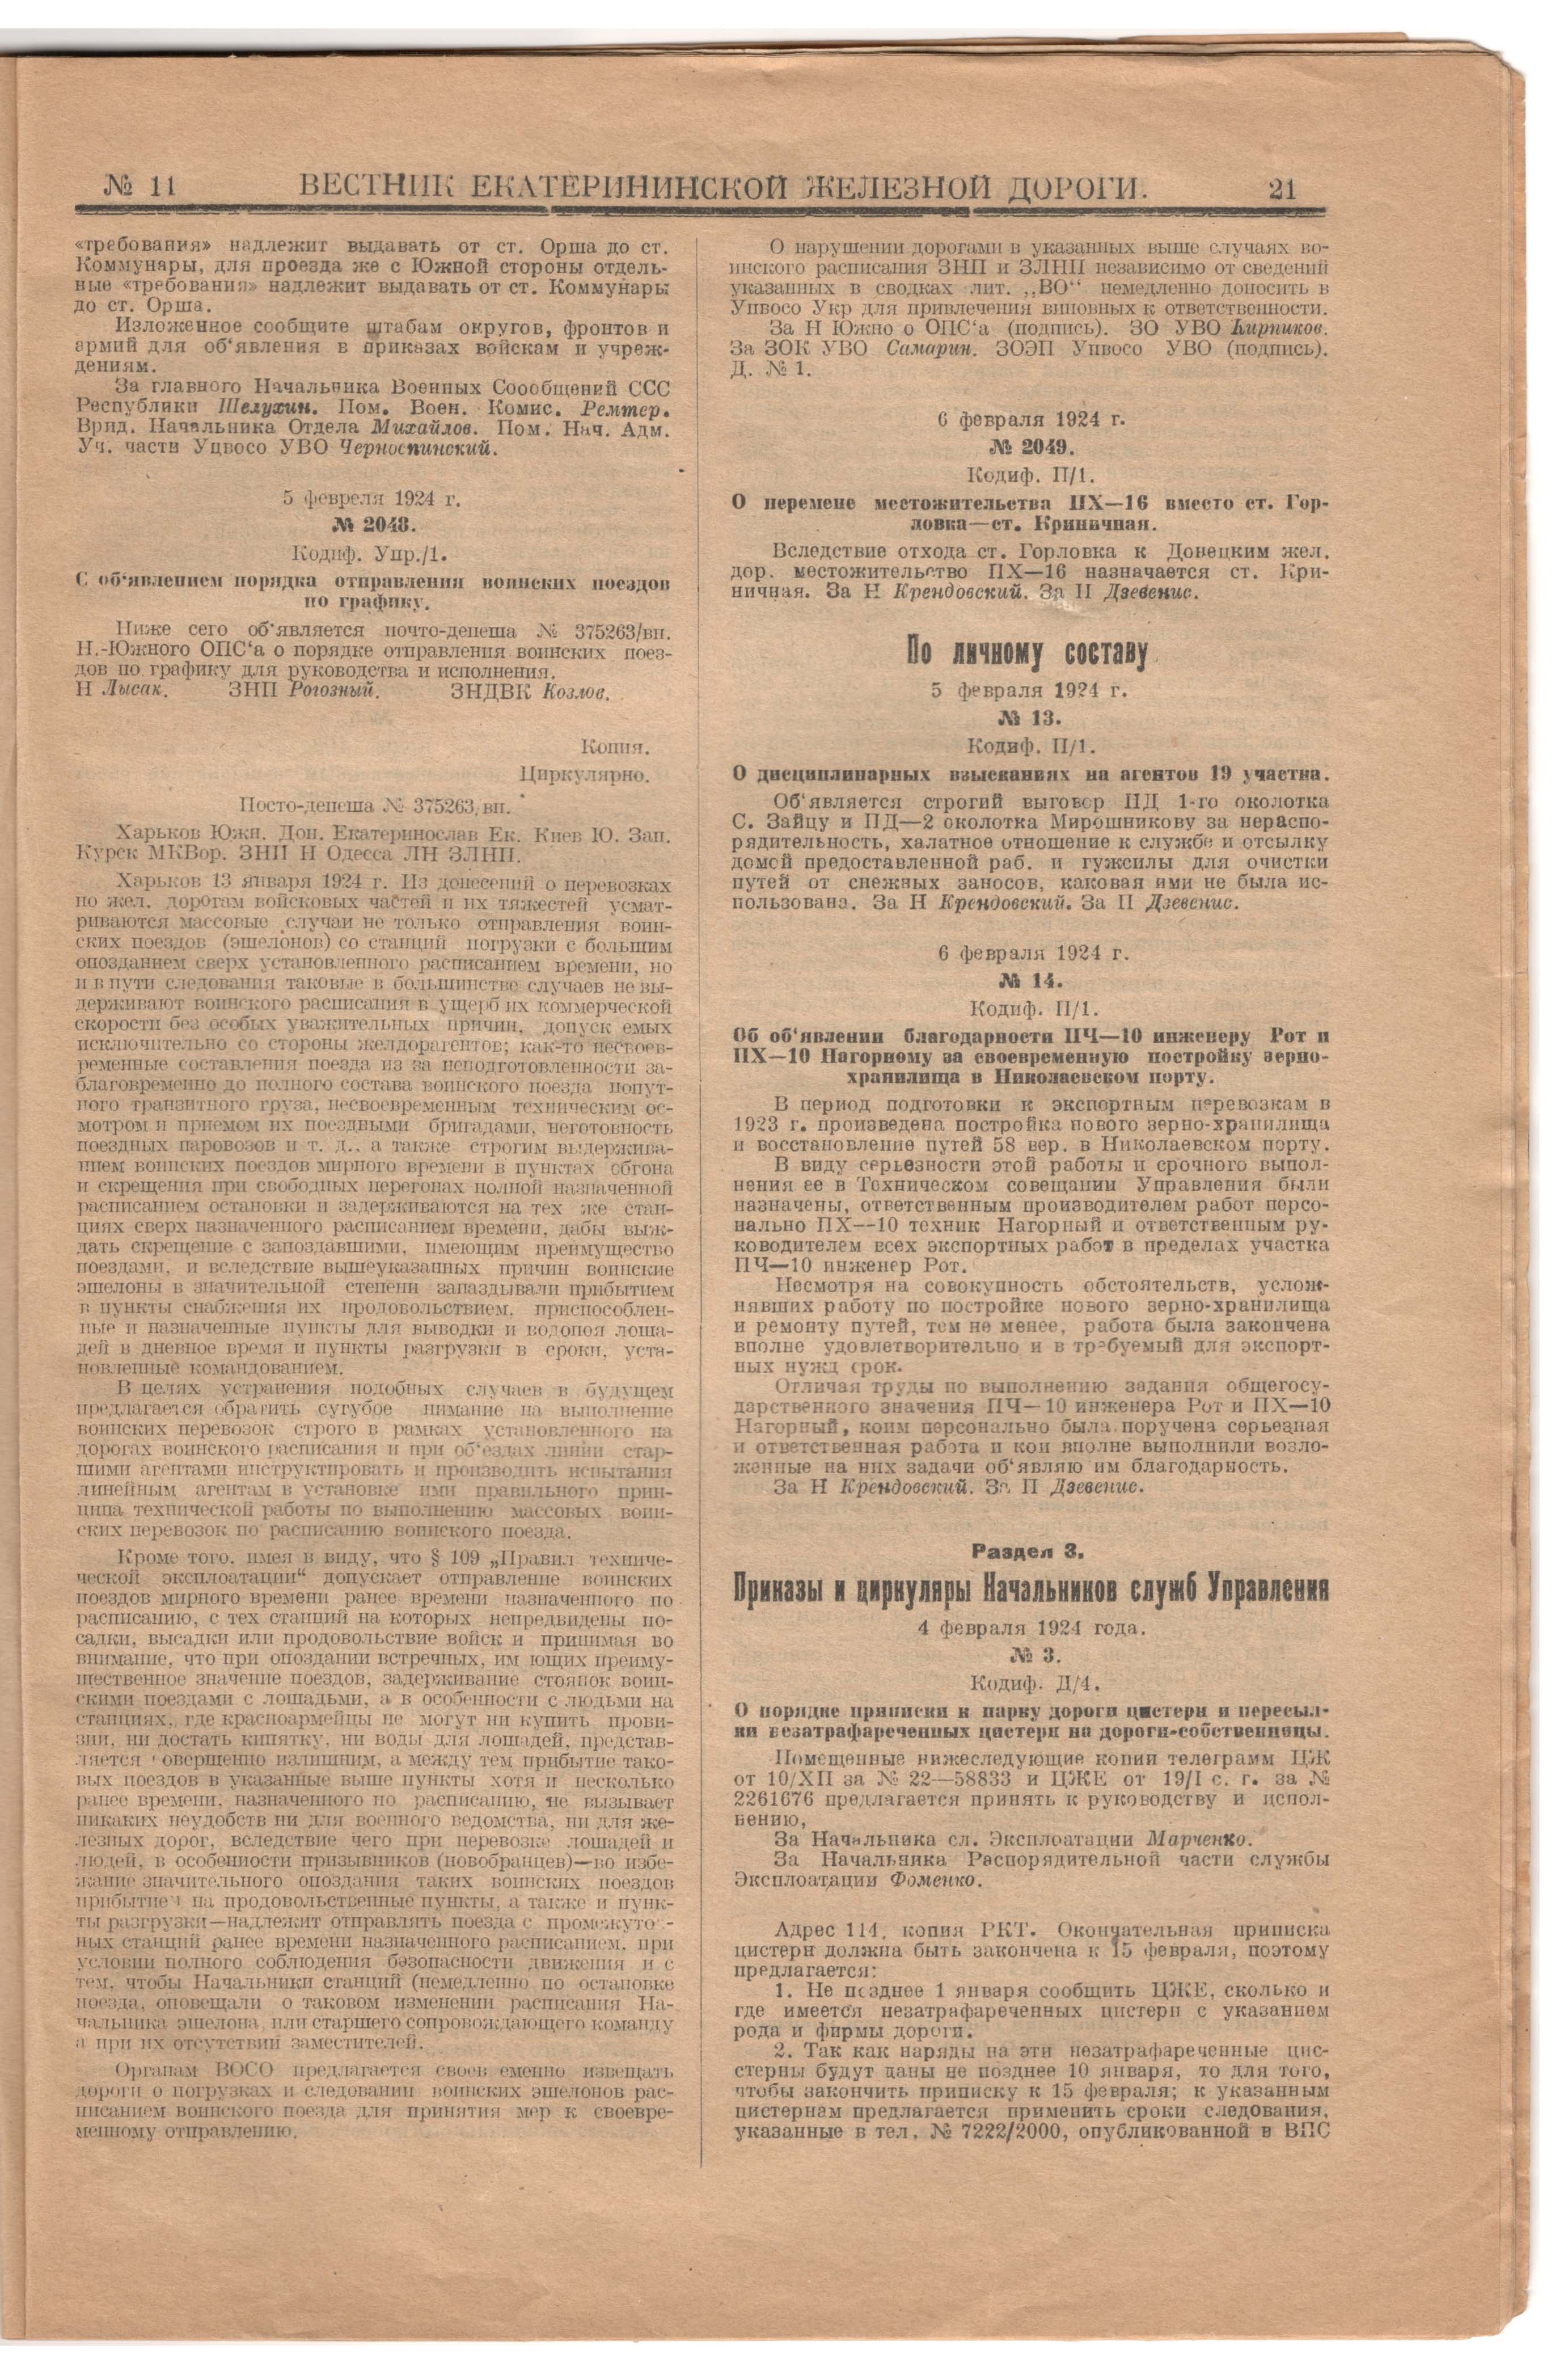 № 11
ВЕСТНИК ЕКАТЕРИНИНСКОЙ ЖЕЛЕЗНОЙ ДОРОГИ.
21
«требования» надлежит выдавать от ст. Орша до ст.
Коммунары, для проезда же с Южной стороны отдель-
ные «требования» надлежит выдавать от ст. Коммунары
до ст. Орша.
Изложенное сообщите штабам округов, фронтов и
армий для об‘явления в приказах войскам и учреж-
дениям.
За главного Начальника Военных Соообщений ССС
Республики Шелухин. Пом. Воен. Комис. Ремтер.
Врид. Начальника Отдела Михайлов. Пом. Нач. Адм.
Уч. части Уцвосо УВО Черноспинский.
5 февреля 1924 г.
№ 2048.
Кодиф. Упр./1.
С об‘явлением порядка отправления воинских поездов
по графику.
Ниже сего об‘является почто-депеша № 375263/вп.
Н.-Южного ОПС‘а о порядке отправления воинских поез-
дов по графику для руководства и исполнения.
Н Лысак. ЗНП Рогозный. ЗНДВК Козлов.
Копия.
Циркулярно.
Посто-депеша № 375263, вп.
Харьков Южн. Дон. Екатеринослав Ек. Киев Ю. Зап.
Курск МКВор. ЗНП Н Одесса ЛН ЗЛНП.
Харьков 13 января 1924 г. Из донесений о перевозках
по жел. дорогам войсковых частей и их тяжестей усмат-
риваются массовые случаи не только отправления воин-
ских поездов (эшелонов) со станций погрузки с большим
опозданием сверх установленного расписанием времени, но
и в пути следования таковые в большинстве случаев не вы-
держивают воинского расписания в ущерб их коммерческой
скорости без особых уважительных причин, допуск емых
исключительно со стороны желдорагентов; как-то несвоев-
ременные составления поезда из за неподготовленности за-
благовременно до полного состава воинского поезда попут-
ного транзитного груза, несвоевременным техническим ос-
мотром и приемом их поездными бригадами, неготовность
поездных паровозов и т. д., а также строгим выдержива-
нием воинских поездов мирного времени в пунктах обгона
и скрещения при свободных перегонах полной назначенной
расписанием остановки и задерживаются на тех же стан-
циях сверх назначенного расписанием времени, дабы выж-
дать скрещение с запоздавшими, имеющим преимущество
поездами, и вследствие вышеуказанных причин воинские
эшелоны в значительной степени запаздывали прибытием
в пункты снабжения их продовольствием, приспособлен-
ные и назначенные пункты для выводки и водопоя лоша-
дей в дневное время и пункты разгрузки в сроки, уста-
новленные командованием.
В целях устранения подобных случаев в будущем
предлагается обратить сугубое нимание на выполнение
воинских перевозок строго в рамках установленного на
дорогах воинского расписания и при об‘ездах линии стар-
шими агентами инструктировать и производить испытания
линейным агентам в установке ими правильного прин-
ципа технической работы по выполнению массовых воин-
ских перевозок по расписанию воинского поезда.
Кроме того, имея в виду, что § 109 „Правил техниче-
ческой эксплоатации“ допускает отправление воинских
поездов мирного времени ранее времени назначенного по
расписанию, с тех станций на которых непредвидены по-
садки, высадки или продовольствие войск и принимая во
внимание, что при опоздании встречных, им ющих преиму-
щественное значение поездов, задерживание стоянок воин-
скими поездами с лошадьми, а в особенности с людьми на
станциях, где красноармейцы не могут ни купить прови-
зии, ни достать кипятку, ни воды для лошадей, представ-
ляется совершенно излишним, а между тем прибытие тако-
вых поездов в указанные выше пункты хотя и несколько
ранее времени, назначенного по расписанию, не вызывает
никаких неудобств ни для военного ведомства, ни для же-
лезных дорог, вследствие чего при перевозке лошадей и
людей, в особенности призывников (новобранцев)—во избе-
жание значительного опоздания таких воинских поездов
прибытие на продовольственные пункты, а также и пунк-
ты разгрузки—надлежит отправлять поезда с промежуточ-
ных станций ранее времени назначенного расписанием, при
условии полного соблюдения безопасности движения и с
тем, чтобы Начальники станций (немедленно по остановке
поезда, оповещали о таковом изменении расписания На-
чальника эшелона, или старшего сопровождающего команду
а при их отсутствии заместителей.
Органам ВОСО предлагается своев еменно извещать
дороги о погрузках и следовании воинских эшелонов рас-
писанием воинского поезда для принятия мер к своевре-
менному отправлению.
О нарушении дорогами в указанных выше случаях во-
инского расписания ЗНП и ЗЛНП независимо от сведений
указанных в сводках лит. „ВО“ немедленно доносить в
Упвосо Укр для привлечения виновных к ответственности.
За Н Южно о ОПС‘а (подпись). ЗО УВО Кирпиков.
За ЗОК УВО Самарин. ЗОЭП Упвосо УВО (подпись).
Д. № 1.
6 февраля 1924 г.
№ 2049.
Кодиф. П/1.
О перемене местожительства ПХ—16 вместо ст. Гор-
ловка—ст. Криничная.
Вследствие отхода ст. Горловка к Донецким жел.
дор. местожительство ПХ—16 назначается ст. Кри-
ничная. За Н Крендовский. За П Дзевенис.
По личному составу
5 февраля 1924 г.
№ 13.
Кодиф. П/1.
О дисциплинарных взысканиях на агентов 19 участка.
Об‘является строгий выговор ПД 1-го околотка
С. Зайцу и ПД—2 околотка Мирошникову за нераспо-
рядительность, халатное отношение к службе и отсылку
домой предоставленной раб. и гужсилы для очистки
путей от снежных заносов, каковая ими не была ис-
пользована. За Н Крендовский. За П Дзевенис.
6 февраля 1924 г.
№ 14.
Кодиф. П/1.
Об об‘явлении благодарности ПЧ—10 инженеру Рот и
ПХ—10 Нагорному за своевременную постройку зерно-
хранилища в Николаевском порту.
В период подготовки к экспортным перевозкам в
1923 г. произведена постройка нового зерно-хранилища
и восстановление путей 58 вер. в Николаевском порту.
В виду серьезности этой работы и срочного выпол-
нения ее в Техническом совещании Управления были
назначены, ответственным производителем работ персо-
нально ПХ—10 техник Нагорный и ответственным ру-
ководителем всех экспортных работ в пределах участка
ПЧ—10 инженер Рот.
Несмотря на совокупность обстоятельств, услож-
нявших работу по постройке нового зерно-хранилища
и ремонту путей, тем не менее, работа была закончена
вполне удовлетворительно и в требуемый для экспорт-
ных нужд срок.
Отличая труды по выполнению задания общегосу-
дарственного значения ПЧ—10 инженера Рот и ПХ—10
Нагорный, коим персонально была поручена серьезная
и ответственная работа и кои вполне выполнили возло-
женные на них задачи об‘являю им благодарность.
За Н Крендовский. За П Дзевенис.
Раздел 3.
Приказы и циркуляры Начальников служб Управления
4 февраля 1924 года.
№ 3.
Кодиф. Д/4.
О порядке приписки к парку дороги цистерн и пересыл-
ки незатрафареченных цистерн на дороги-собственницы.
Помещенные нижеследующие копии телеграмм ЦЖ
от 10/XII за № 22—58833 и ЦЖЕ от 19/I с. г. за №
2261676 предлагается принять к руководству и испол-
нению,
За Начальника сл. Эксплоатации Марченко.
За Начальника Распорядительной части службы
Эксплоатации Фоменко.
Адрес 114, копия РКТ. Окончательная приписка
цистерн должна быть закончена к 15 февраля, поэтому
предлагается:
1. Не позднее 1 января сообщить ЦЖЕ, сколько и
где имеется незатрафареченных цистерн с указанием
рода и фирмы дороги.
2. Так как наряды на эти незатрафареченные цис-
стерны будут даны не позднее 10 января, то для того,
чтобы закончить приписку к 15 февраля; к указанным
цистернам предлагается применить сроки следования,
указанные в тел. № 7222/2000, опубликованной в ВПС